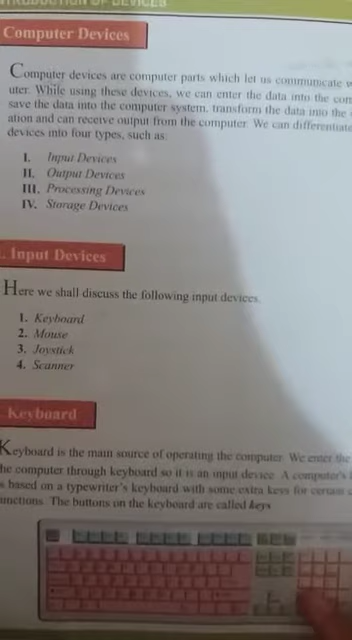 INTRODUCTION OF DEVICES
Computer Devices
Computer devices are computer parts which let us communicate
uter. While using these devices, we can enter the data into the
save the data into the computer system, transform the data into the
ation and can receive output from the computer. We can differentiate
devices into four types, such as:
I. Input Devices
II. Output Devices
III. Processing Devices
IV. Storage Devices
Input Devices
Here we shall discuss the following input devices.
1. Keyboard
2. Mouse
3. Joystick
4. Scanner
Keyboard
Keyboard is the main source of operating the computer. We enter the
he computer through keyboard so it is an input device. A computer's
s based on a typewriter's keyboard with some extra keys for certain
unctions. The buttons on the keyboard are called keys